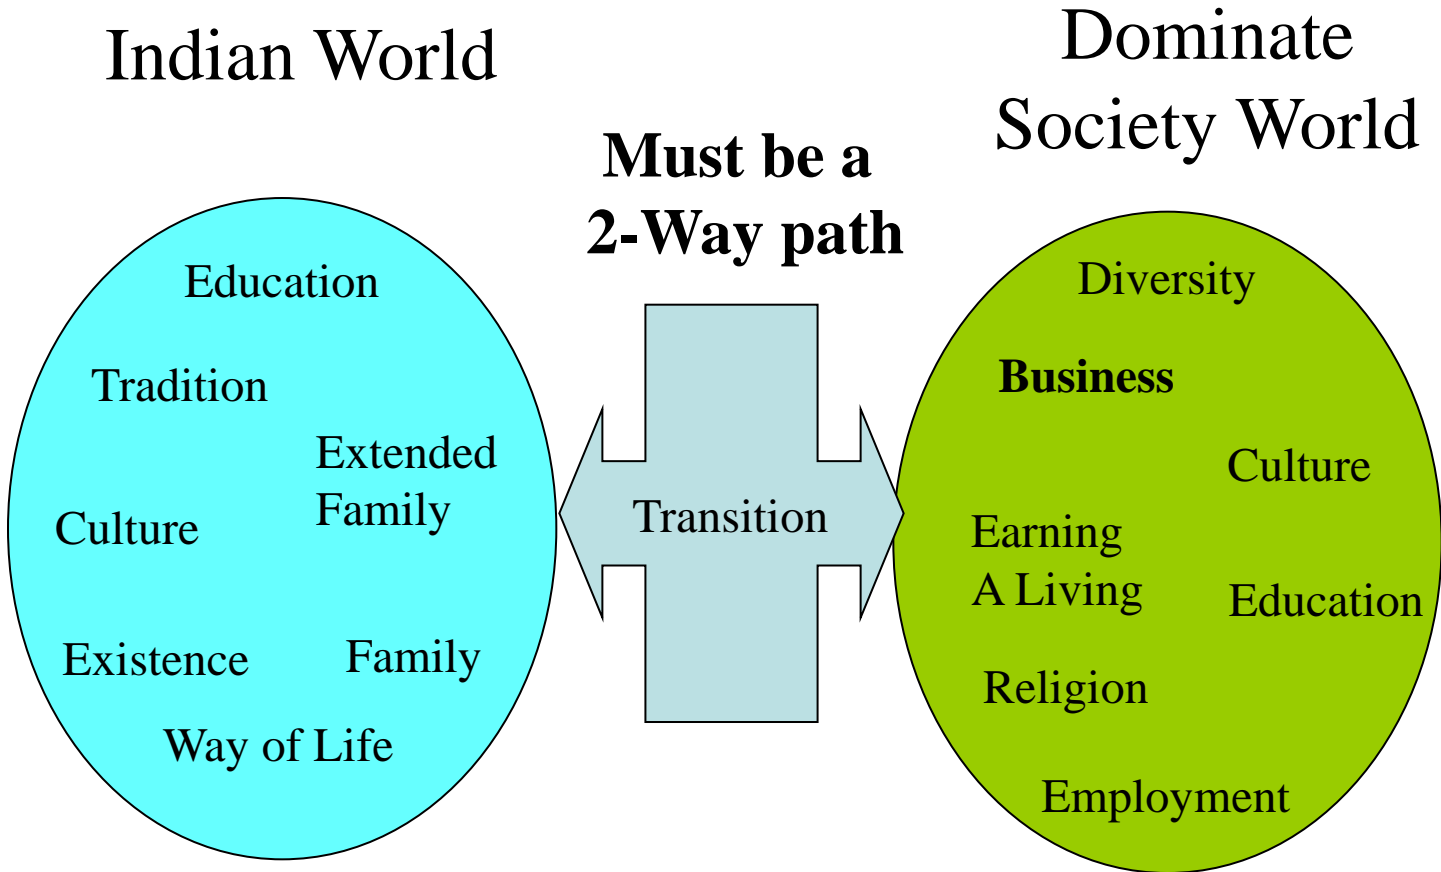 Indian World
Dominate
Society World
Must be a
2-Way path
Education
Tradition
Extended
Family
Culture
Existence
Family
Way of Life
Transition
Diversity
Business
Culture
Earning
A Living
Education
Religion
Employment